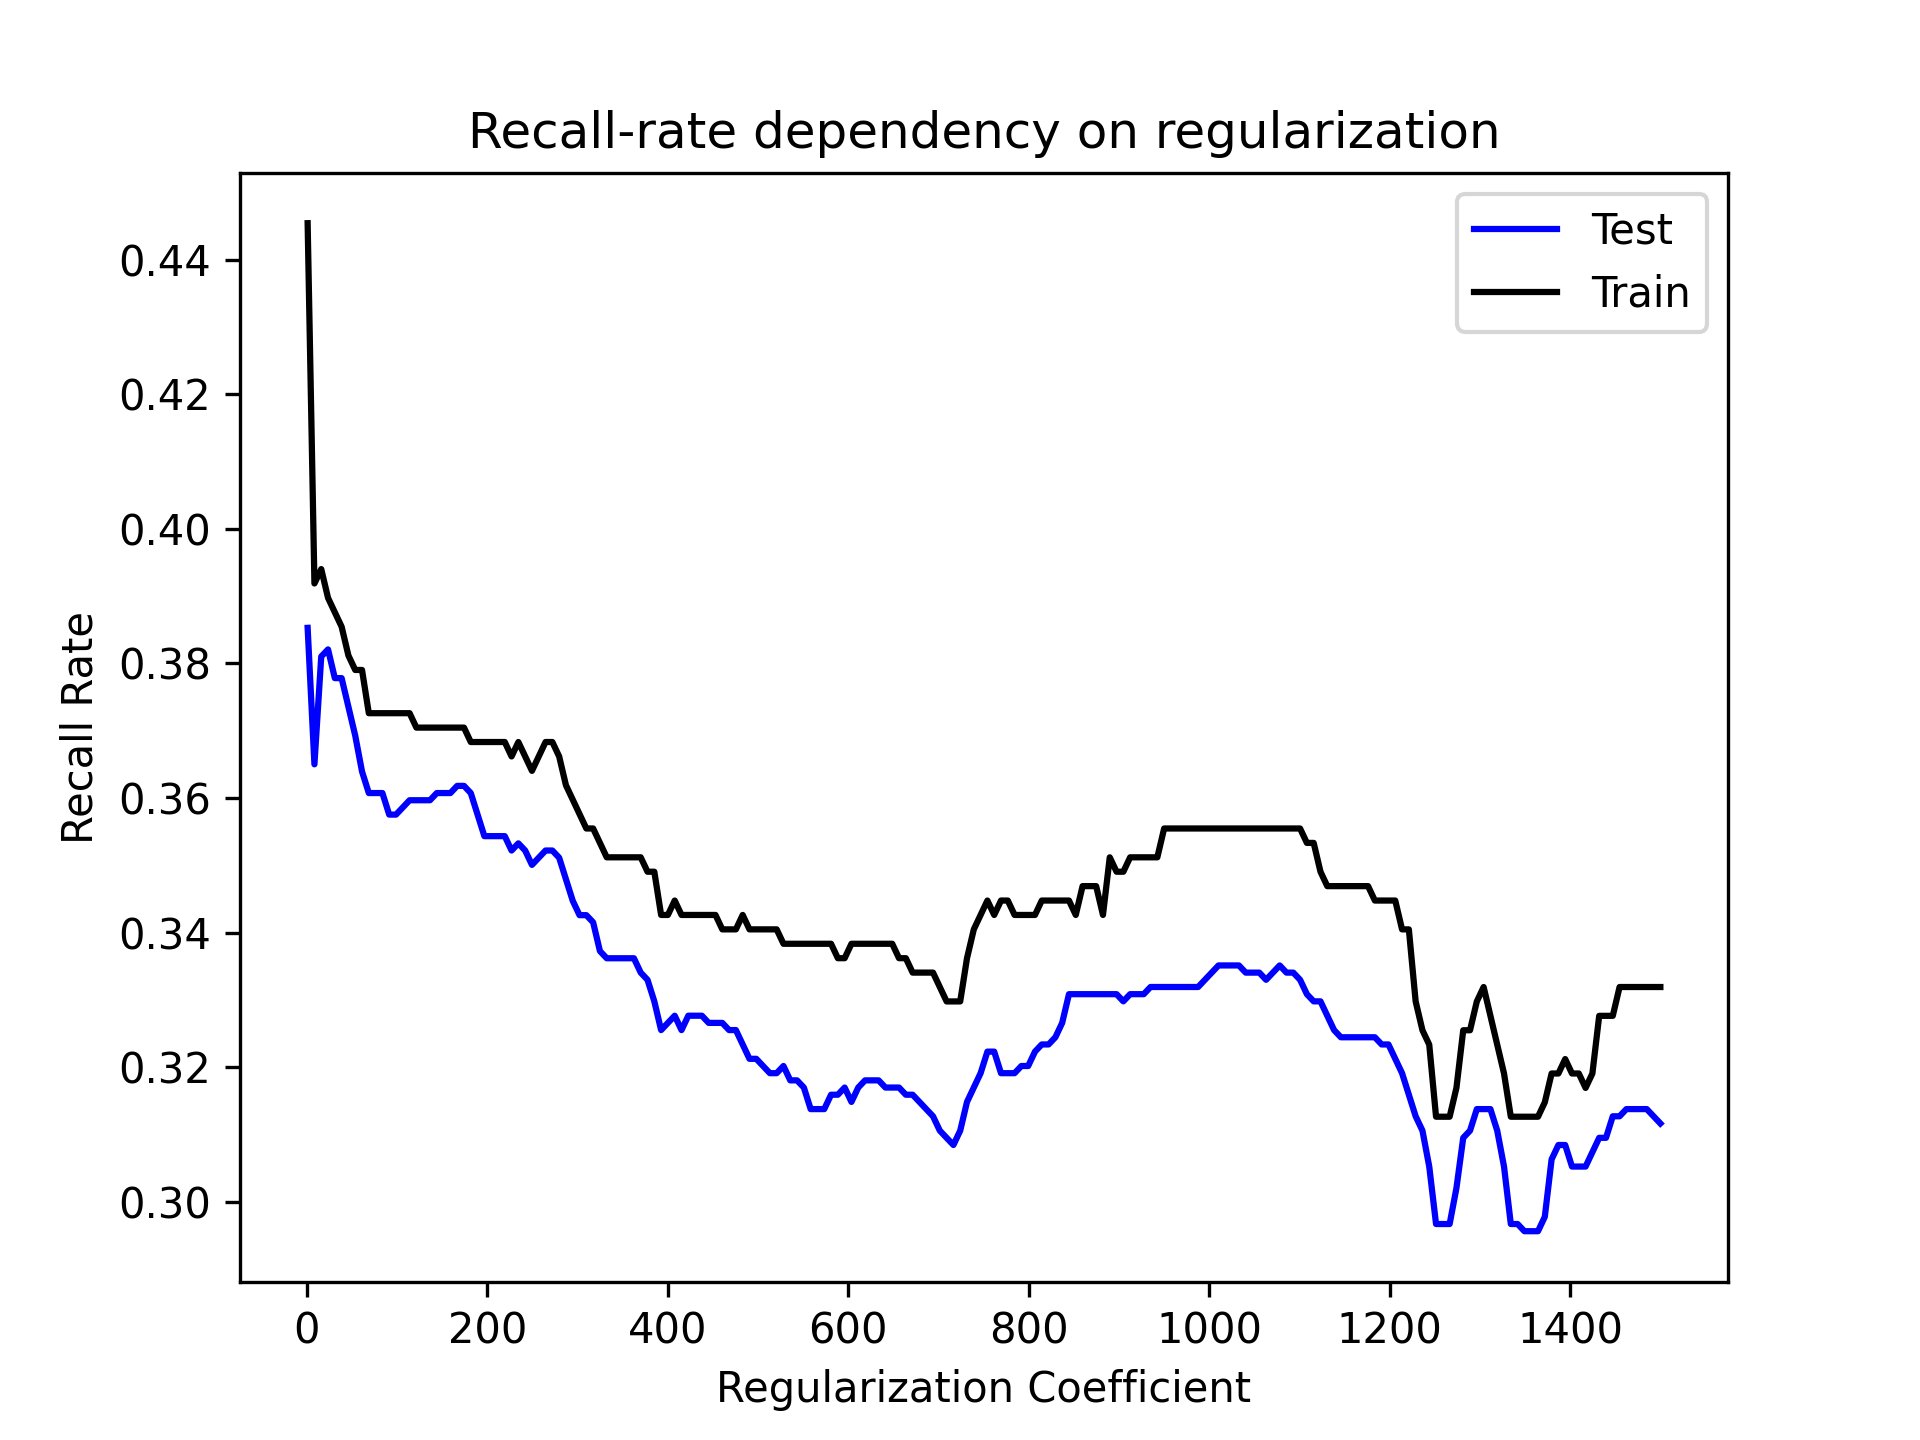 Recall-rate dependency on regularization
Test
Train
0.44
0.42
0.40
0.38
0.36
0.34
0.32
0.30
Recall Rate
0 200 400 600 800 1000 1200 1400
Regularization Coefficient